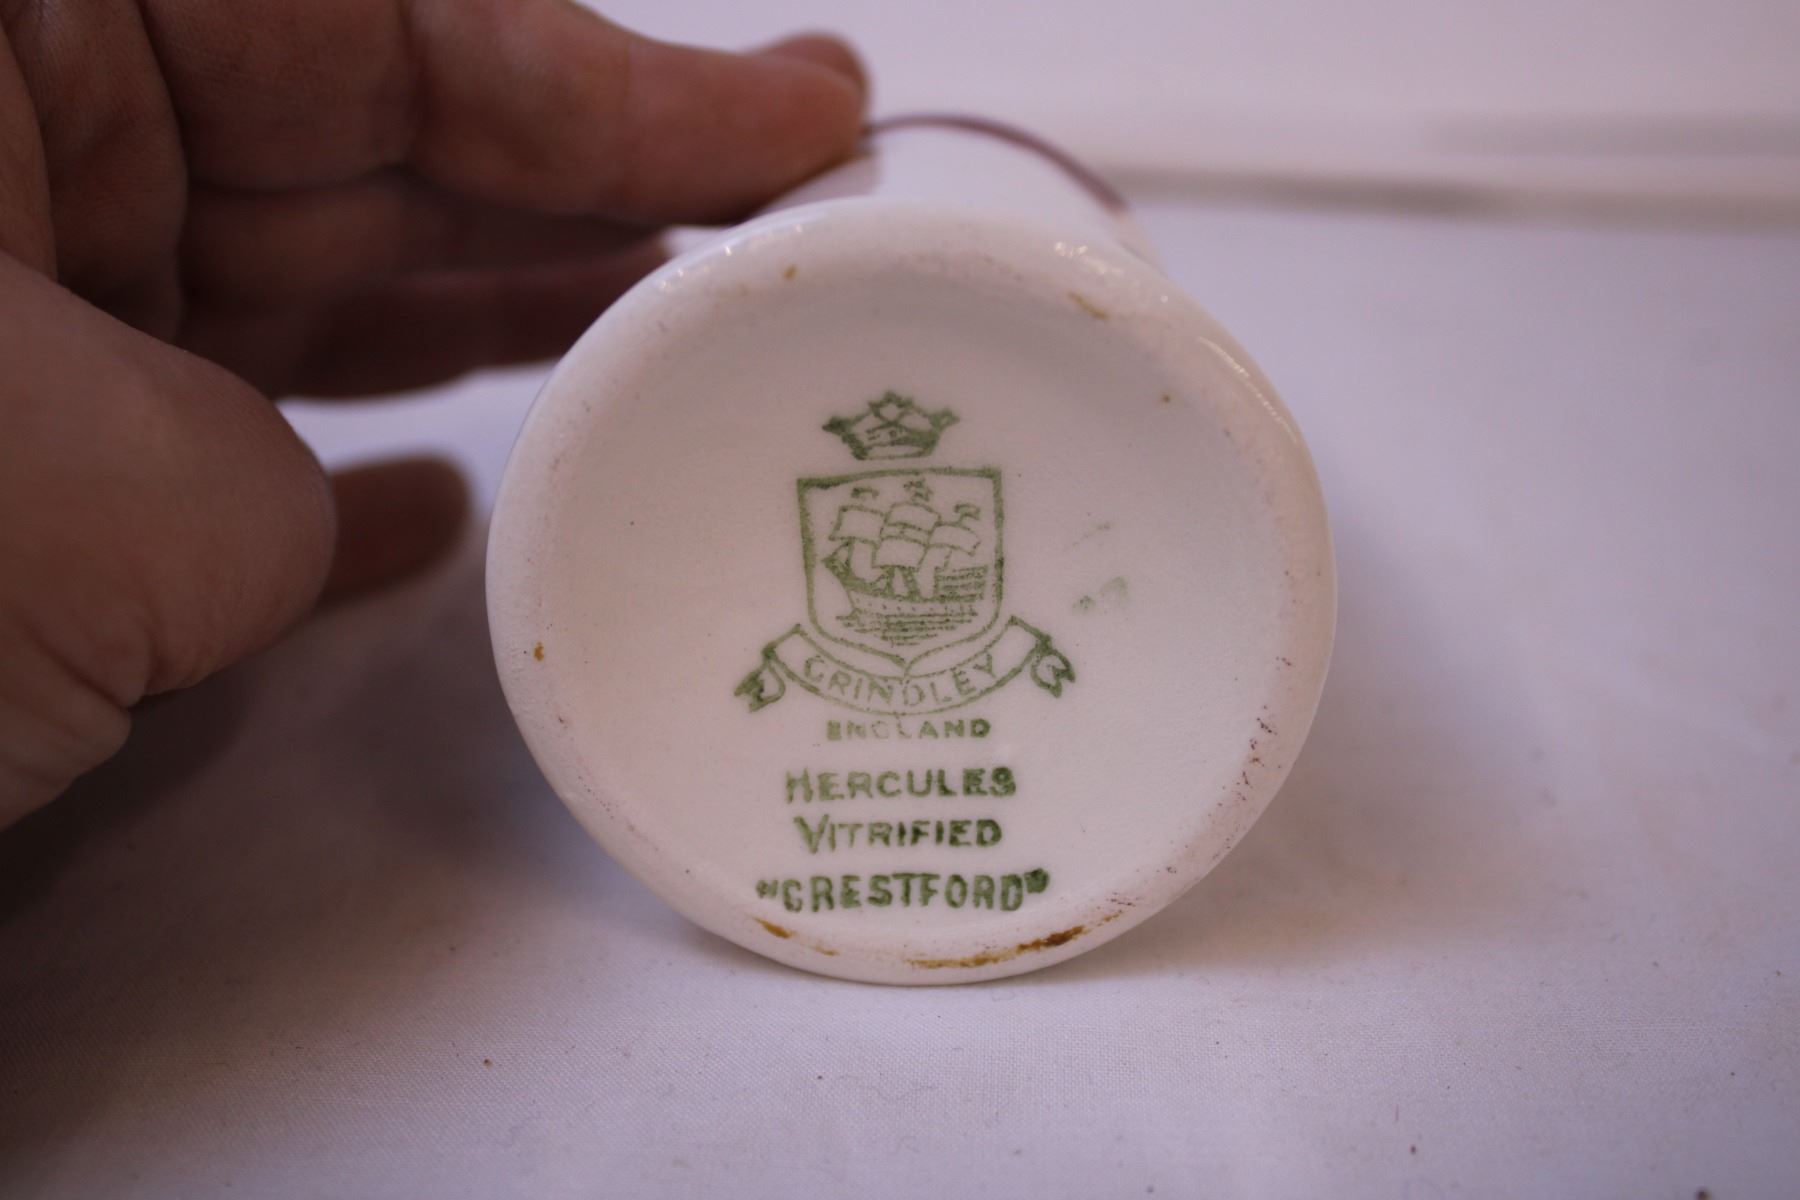 GRINDLEY
ENGLAND
HERCULES
VITRIFIED
"CRESTFORD"